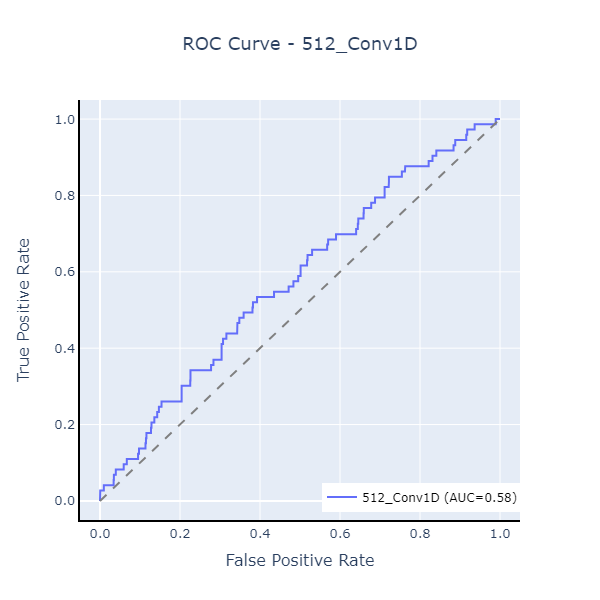 ROC Curve - 512_Conv1D
True Positive Rate
1.0
0.8
0.6
0.4
0.2
0.0
512_Conv1D (AUC=0.58)
0.0 0.2 0.4 0.6 0.8 1.0
False Positive Rate